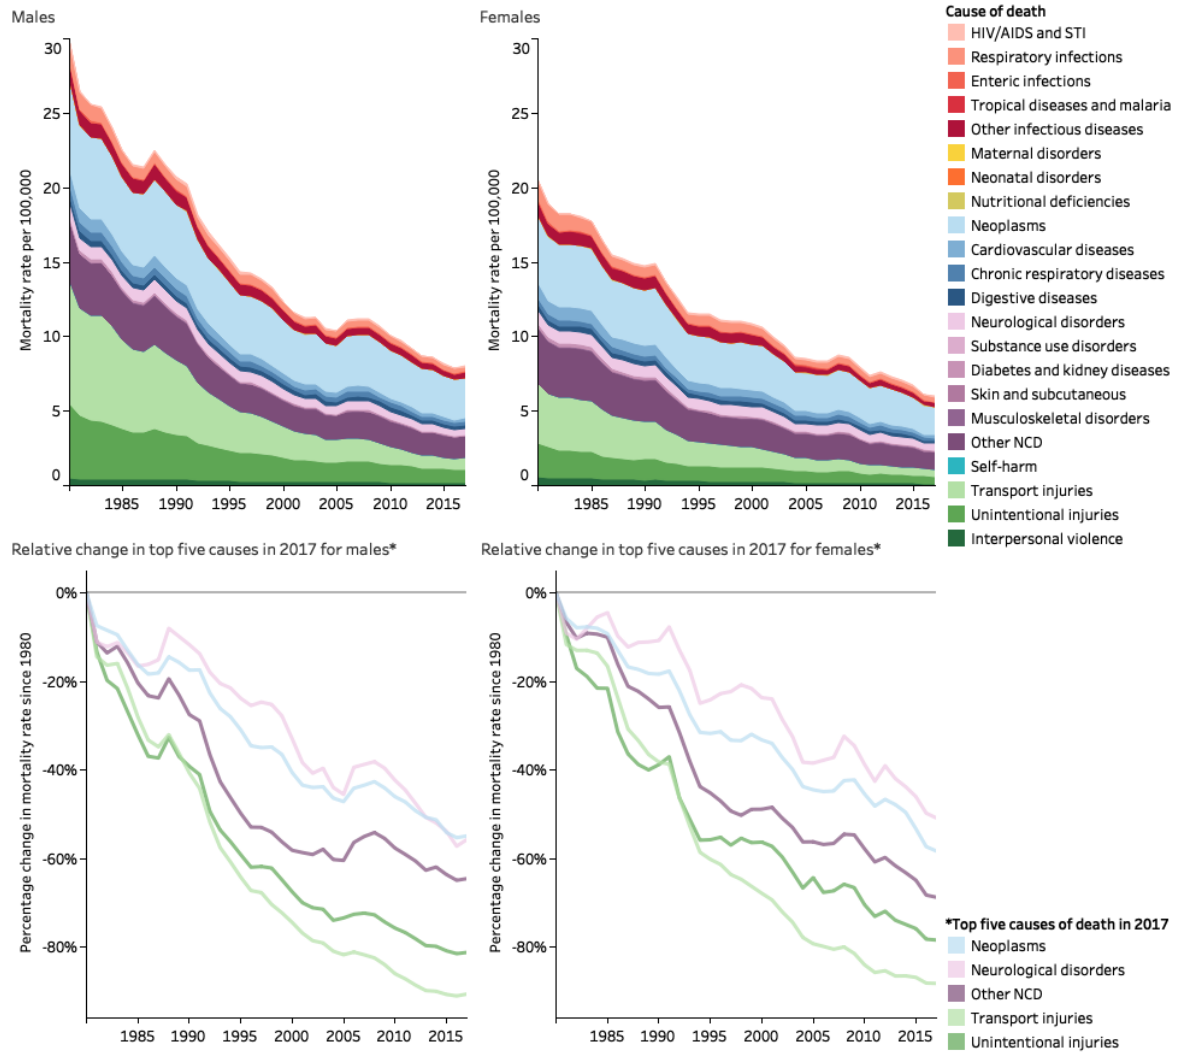 Males
Females
Cause of death
HIV/AIDS and STI
Respiratory infections
Enteric infections
Tropical diseases and malaria
Other infectious diseases
Maternal disorders
Neonatal disorders
Nutritional deficiencies
Neoplasms
Cardiovascular diseases
Chronic respiratory diseases
Digestive diseases
Neurological disorders
Substance use disorders
Diabetes and kidney diseases
Skin and subcutaneous
Musculoskeletal disorders
Other NCD
Self-harm
Transport injuries
Unintentional injuries
Interpersonal violence
Mortality rate per 100,000
30
25
20
15
10
5
0
1985 1990 1995 2000 2005 2010 2015
Mortality rate per 100,000
30
25
20
15
10
5
0
1985 1990 1995 2000 2005 2010 2015
Relative change in top five causes in 2017 for males*
Percentage change in mortality rate since 1980
0%
-20%
-40%
-60%
-80%
1985 1990 1995 2000 2005 2010 2015
Relative change in top five causes in 2017 for females*
Percentage change in mortality rate since 1980
0%
-20%
-40%
-60%
-80%
1985 1990 1995 2000 2005 2010 2015
*Top five causes of death in 2017
Neoplasms
Neurological disorders
Other NCD
Transport injuries
Unintentional injuries